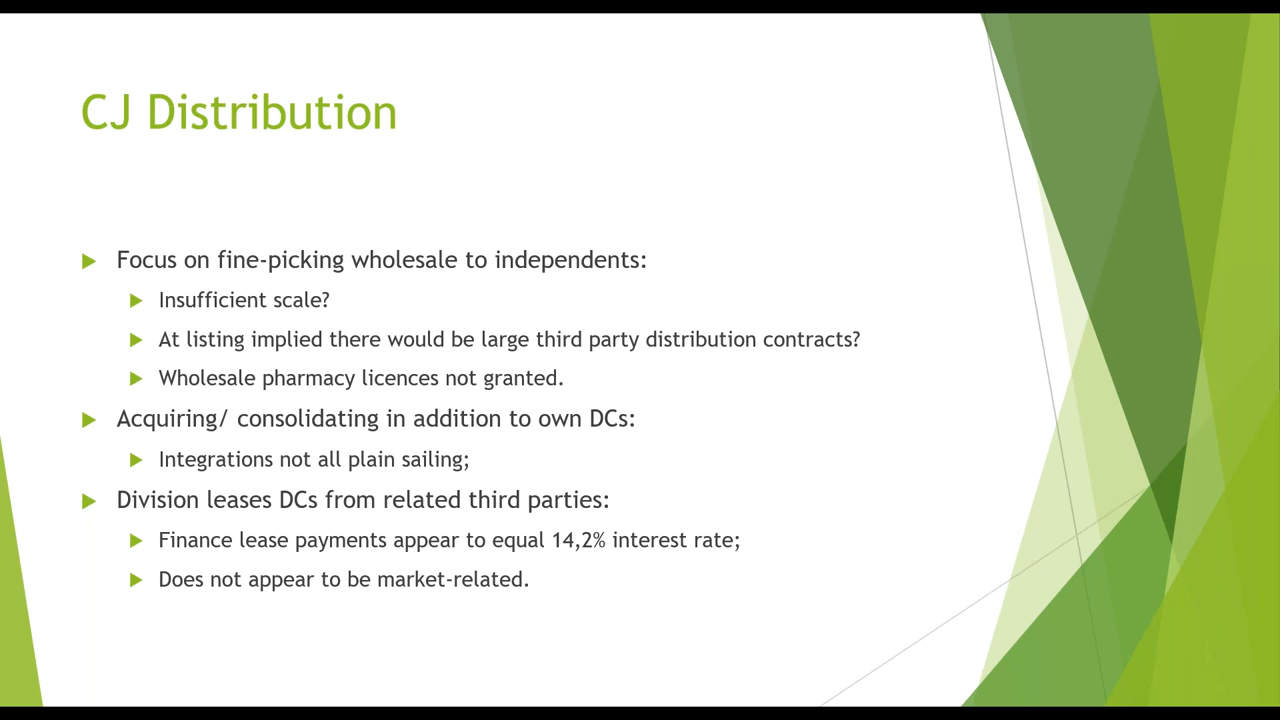 CJ Distribution
Focus on fine-picking wholesale to independents:
Insufficient scale?
At listing implied there would be large third party distribution contracts?
Wholesale pharmacy licences not granted.
Acquiring/ consolidating in addition to own DCs:
Integrations not all plain sailing;
Division leases DCs from related third parties:
Finance lease payments appear to equal 14,2% interest rate;
Does not appear to be market-related.